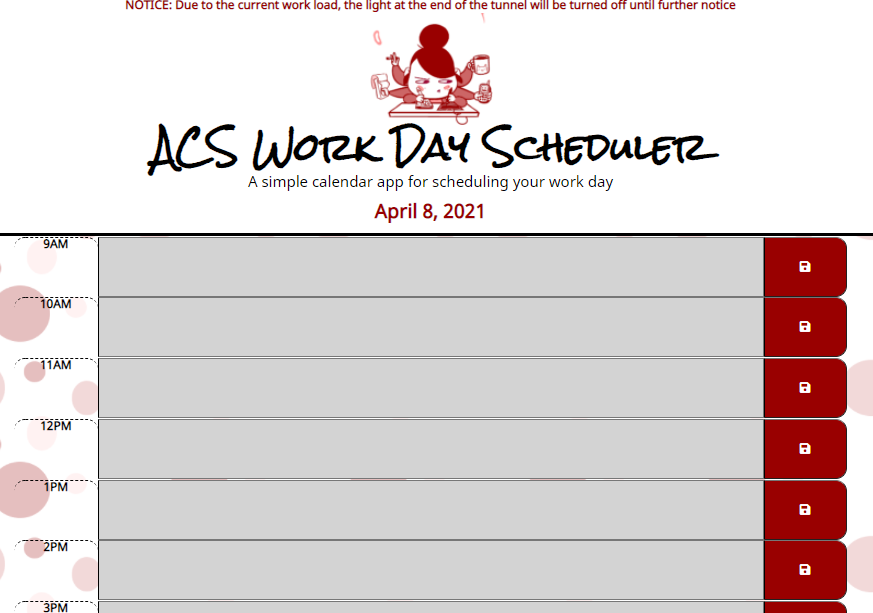 NOTICE: Due to the current work load, the light at the end of the tunnel will be turned off until further notice
ACS Work Day Scheduler
A simple calendar app for scheduling your work day
April 8, 2021
9AM
10AM
11AM
12PM
1PM
2PM
3PM